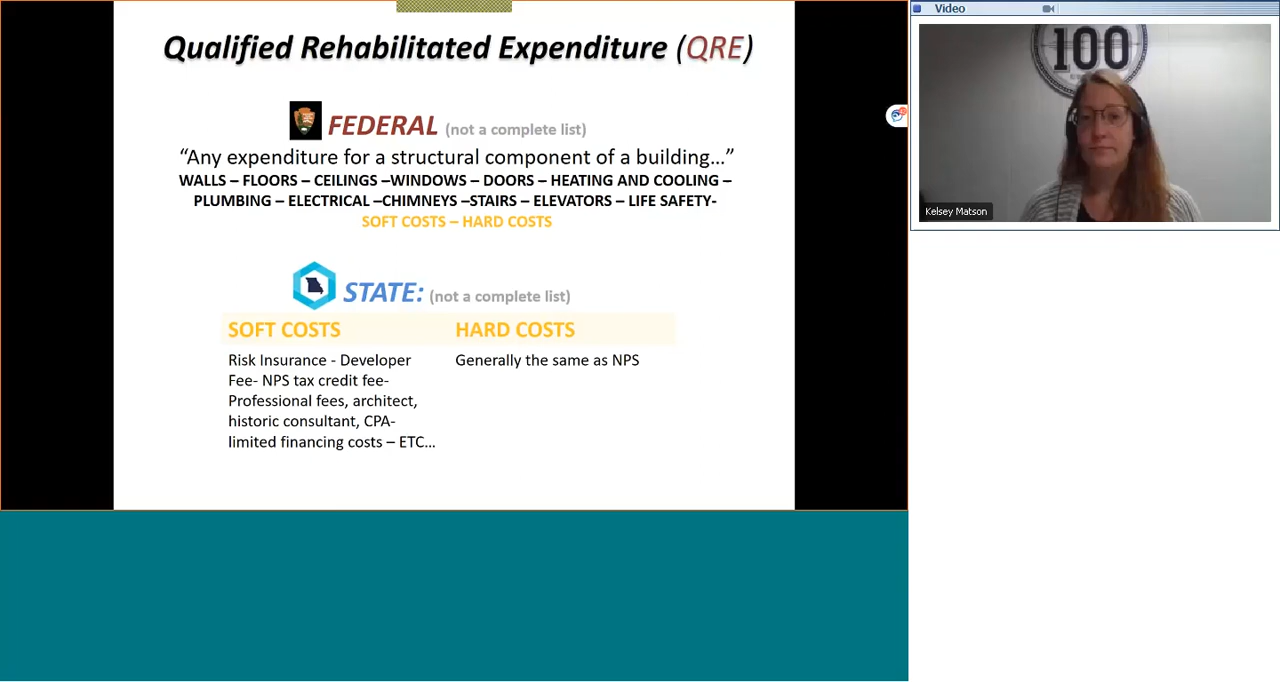 Qualified Rehabilitated Expenditure (QRE)
FEDERAL (not a complete list)
“Any expenditure for a structural component of a building…”
WALLS – FLOORS – CEILINGS –WINDOWS – DOORS – HEATING AND COOLING –
PLUMBING – ELECTRICAL –CHIMNEYS –STAIRS – ELEVATORS – LIFE SAFETY-
SOFT COSTS – HARD COSTS
STATE: (not a complete list)
SOFT COSTS HARD COSTS
Risk Insurance - Developer
Fee- NPS tax credit fee-
Professional fees, architect,
historic consultant, CPA-
limited financing costs – ETC…
Generally the same as NPS
Video
100
Kelsey Matson